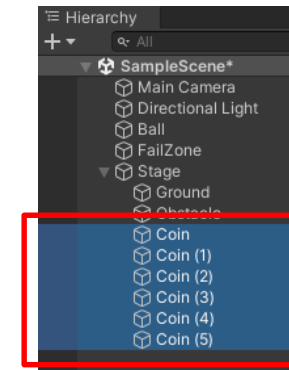 Hierarchy
All
SampleScene*
Main Camera
Directional Light
Ball
FailZone
Stage
Ground
Obstacle
Coin
Coin (1)
Coin (2)
Coin (3)
Coin (4)
Coin (5)